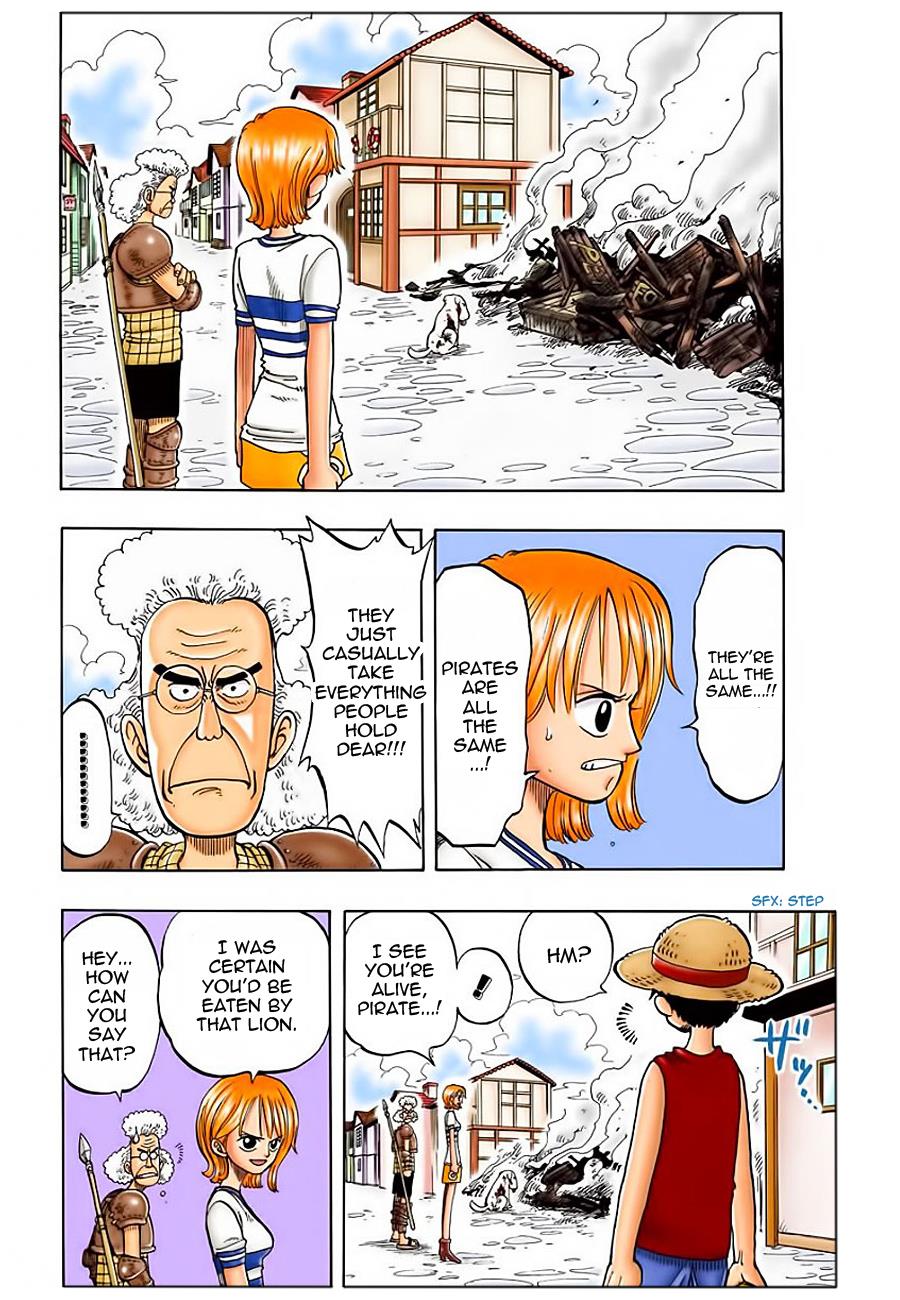 THEY'RE
ALL THE
SAME...!!
PIRATES
ARE
ALL
THE
SAME
...!
THEY
JUST
CASUALLY
TAKE
EVERYTHING
PEOPLE
HOLD
DEAR!!!
.........
SFX: STEP
ザッ...
HM?
!
I SEE
YOU'RE
ALIVE,
PIRATE...!
I WAS
CERTAIN
YOU'D BE
EATEN BY
THAT LION.
HEY...
HOW
CAN
YOU
SAY
THAT?